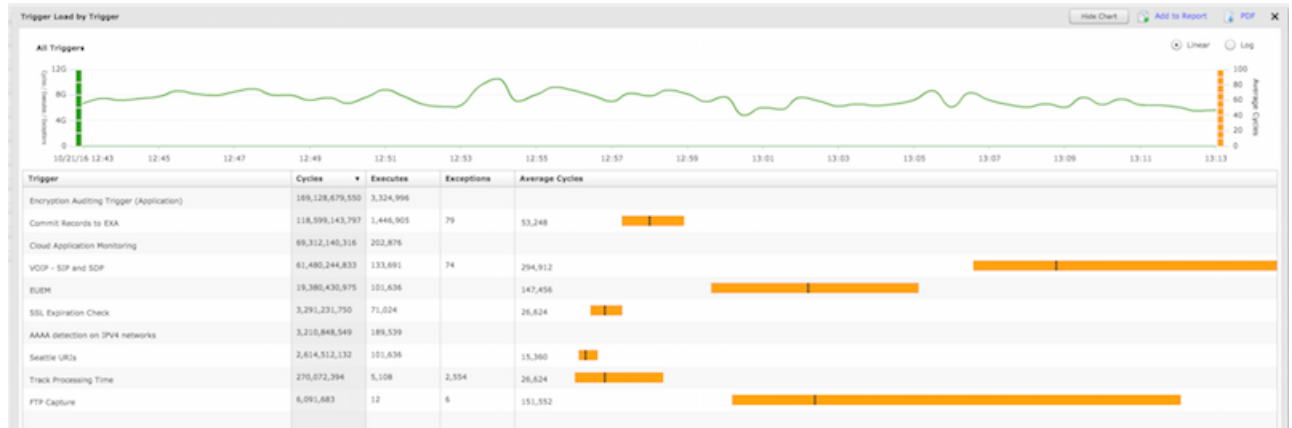 Trigger Load by Trigger Hide Chart Add to Report PDF X
All Triggers Linear Log
Cycles / Executes / Exceptions
12G
8G
4G
0
100
80
60
40
20
0
Average Cycles
10/21/16 12:43 12:45 12:47 12:49 12:51 12:53 12:55 12:57 12:59 13:01 13:03 13:05 13:07 13:09 13:11 13:13
Trigger Cycles ▼ Executes Exceptions Average Cycles
Encryption Auditing Trigger (Application) 169,128,679,550 3,324,996
Commit Records to EXA 118,599,143,797 1,446,905 79 53,248
Cloud Application Monitoring 69,312,140,316 202,876
VOIP - SIP and SDP 61,480,244,833 133,691 74 294,912
EUEM 19,380,430,975 101,636 147,456
SSL Expiration Check 3,291,231,750 71,024 26,624
AAAA detection on IPV4 networks 3,210,848,549 189,539
Seattle URIs 2,614,512,132 101,636 15,360
Track Processing Time 270,072,394 5,108 2,554 26,624
FTP Capture 6,091,683 12 6 151,552